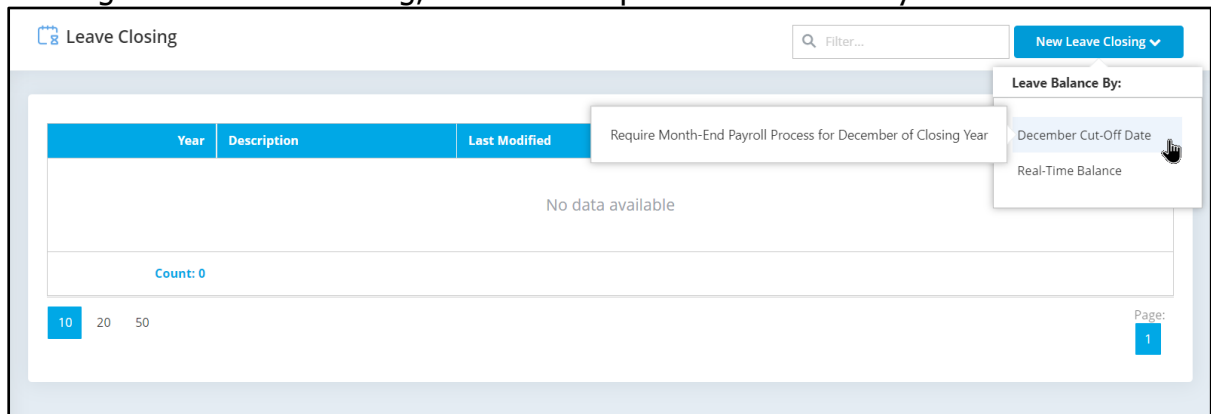 Leave Closing
Filter...
New Leave Closing
Leave Balance By:
Require Month-End Payroll Process for December of Closing Year
December Cut-Off Date
Real-Time Balance
Year Description Last Modified
No data available
Count: 0
10 20 50
Page:
1